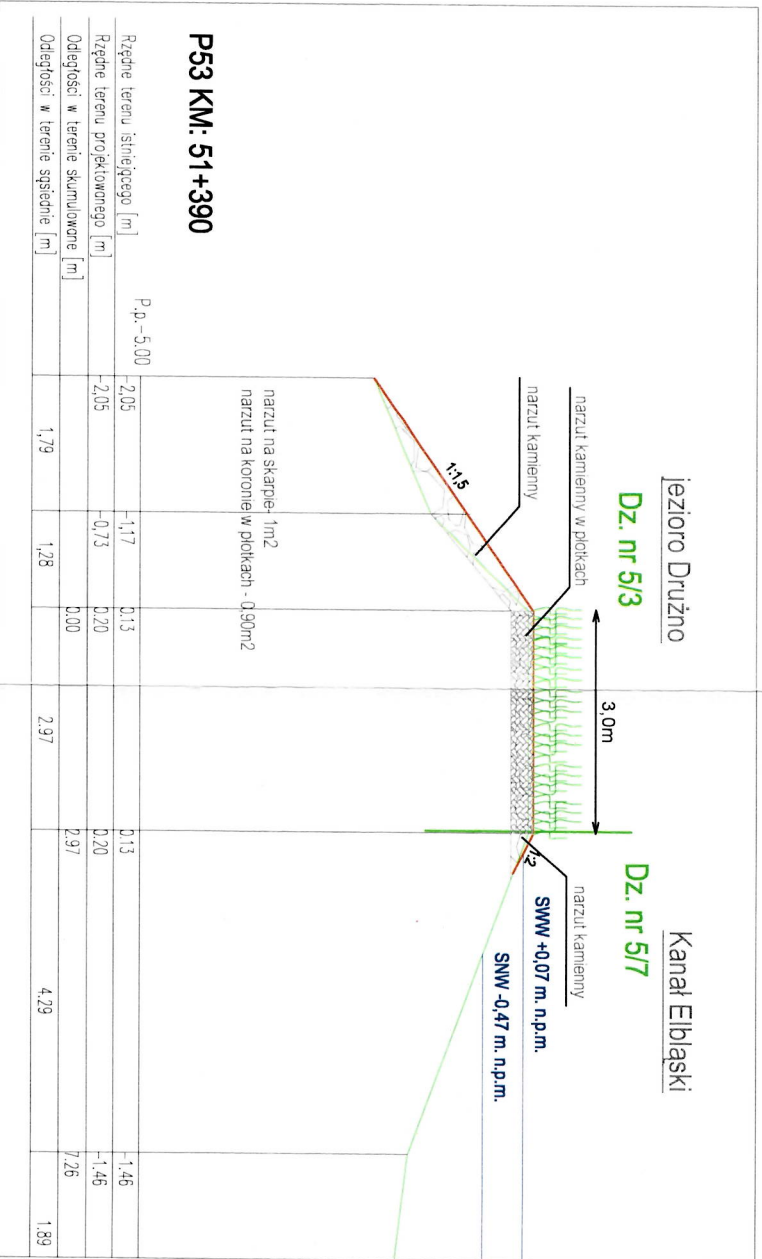 jezioro Drużno
Kanał Elbląski
Dz. nr 5/3
Dz. nr 5/7
3,0m
narzut kamienny w płotkach
narzut kamienny
narzut kamienny
1:1,5
1:2
SWW +0,07 m. n.p.m.
SNW -0,47 m. n.p.m.
narzut na skarpie- 1m2
narzut na koronie w płotkach - 0,90m2
P53 KM: 51+390
P.p.-5.00
Rzędne terenu istniejącego [m] -2,05 -1,17 0.13 0.13 -1.46
Rzędne terenu projektowanego [m] -2,05 -0,73 0.20 0.20 -1.46
Odległości w terenie skumulowane [m] 0.00 2.97 7.26
Odległości w terenie sąsiednie [m] 1,79 1,28 2.97 4.29 1.89